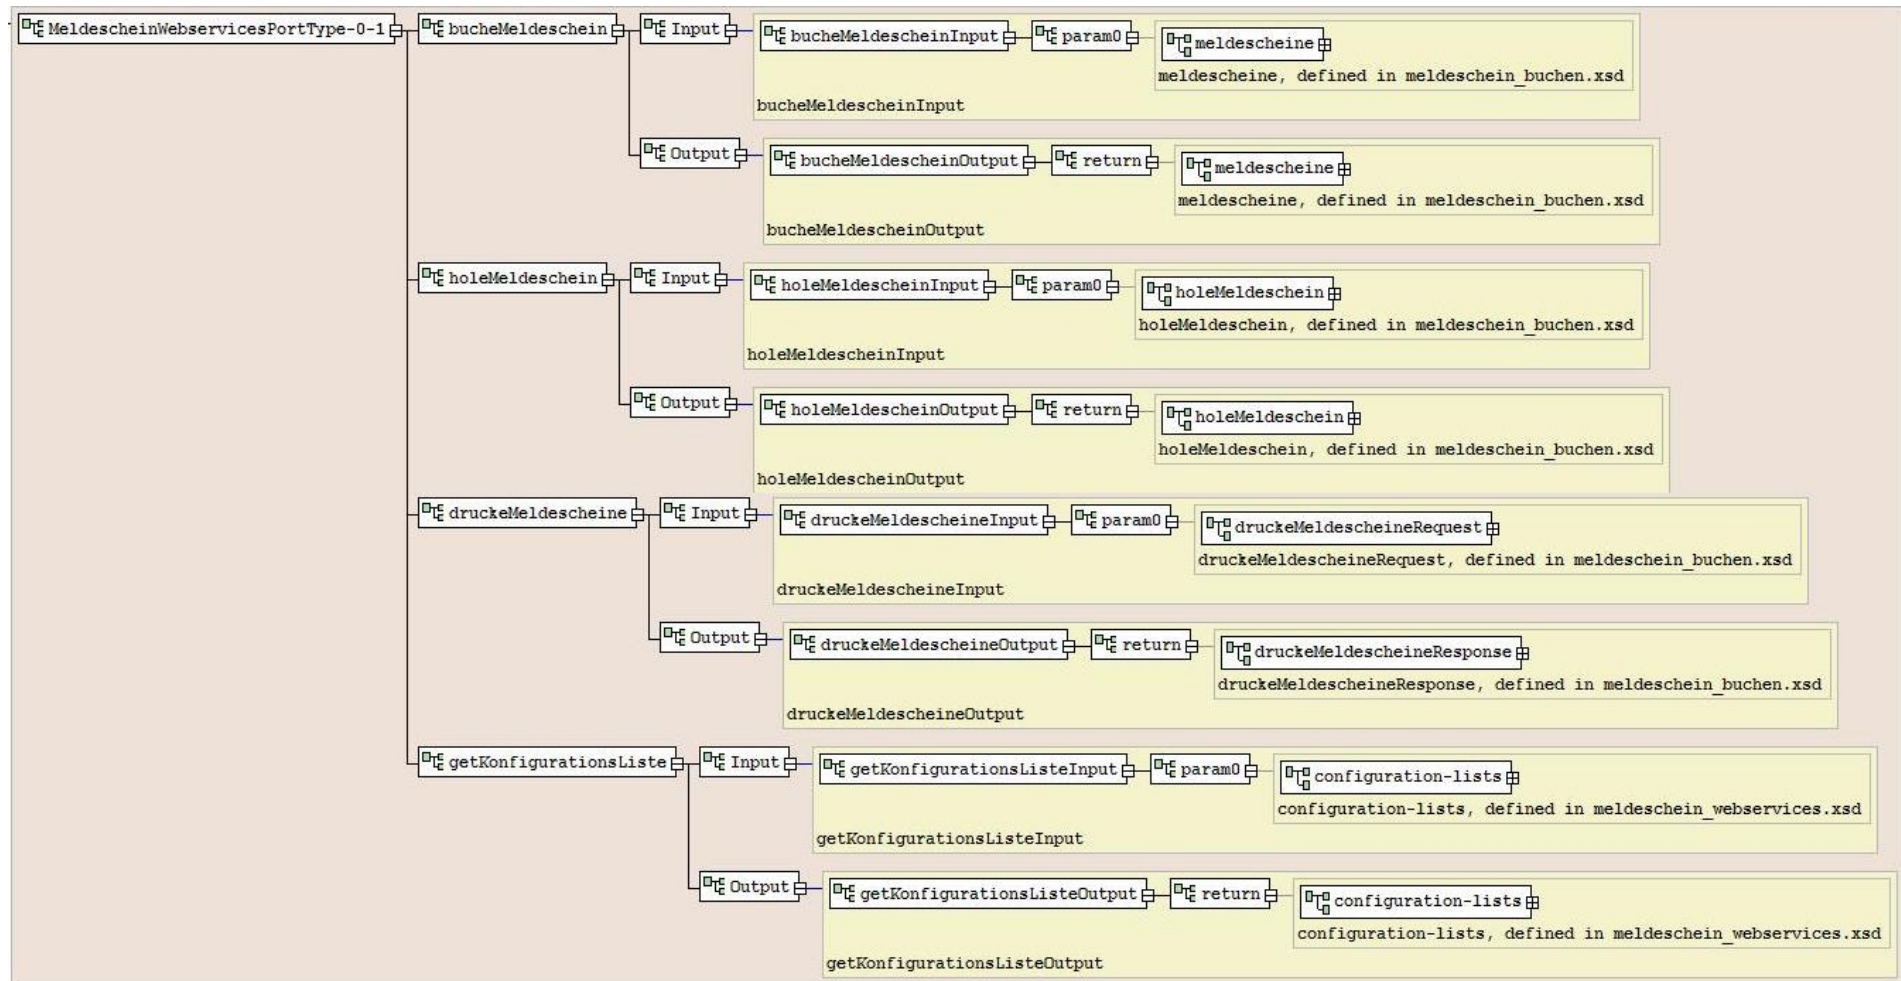 MeldescheinWebservicesPortType-0-1
bucheMeldeschein
Input
bucheMeldescheinInput
param0
meldescheine
meldescheine, defined in meldeschein_buchen.xsd
bucheMeldescheinInput
Output
bucheMeldescheinOutput
return
meldescheine
meldescheine, defined in meldeschein_buchen.xsd
bucheMeldescheinOutput
holeMeldeschein
Input
holeMeldescheinInput
param0
holeMeldeschein
holeMeldeschein, defined in meldeschein_buchen.xsd
holeMeldescheinInput
Output
holeMeldescheinOutput
return
holeMeldeschein
holeMeldeschein, defined in meldeschein_buchen.xsd
holeMeldescheinOutput
druckeMeldescheine
Input
druckeMeldescheineInput
param0
druckeMeldescheineRequest
druckeMeldescheineRequest, defined in meldeschein_buchen.xsd
druckeMeldescheineInput
Output
druckeMeldescheineOutput
return
druckeMeldescheineResponse
druckeMeldescheineResponse, defined in meldeschein_buchen.xsd
druckeMeldescheineOutput
getKonfigurationsListe
Input
getKonfigurationsListeInput
param0
configuration-lists
configuration-lists, defined in meldeschein_webservices.xsd
getKonfigurationsListeInput
Output
getKonfigurationsListeOutput
return
configuration-lists
configuration-lists, defined in meldeschein_webservices.xsd
getKonfigurationsListeOutput